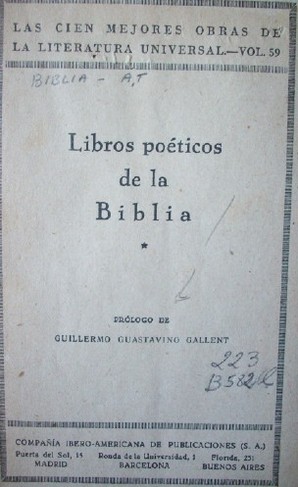 LAS CIEN MEJORES OBRAS DE
LA LITERATURA UNIVERSAL.—VOL. 59
BIBLIA - A.T
Libros poéticos
de la
Biblia
*
PRÓLOGO DE
GUILLERMO GUASTAVINO GALLENT
223
B582
COMPAÑÍA IBERO-AMERICANA DE PUBLICACIONES (S. A.)
Puerta del Sol, 15 Ronda de la Universidad, 1 Florida, 251
MADRID BARCELONA BUENOS AIRES